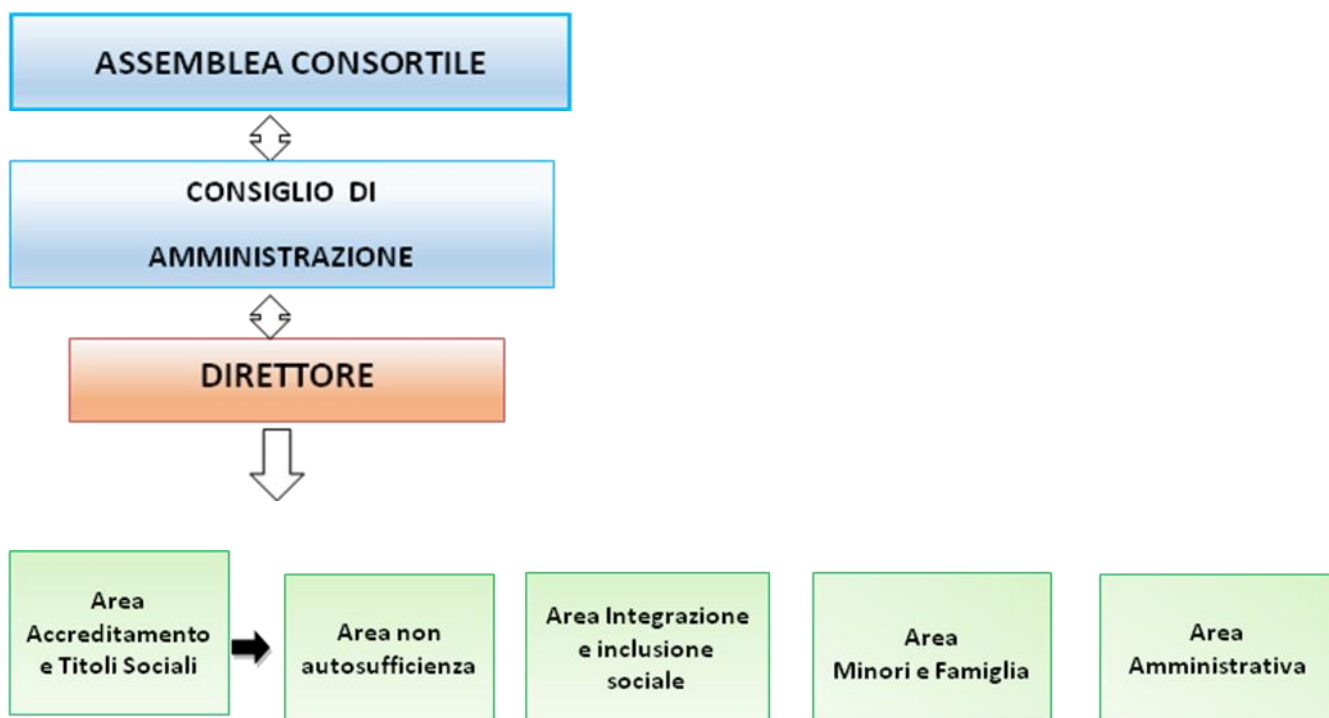 ASSEMBLEA CONSORTILE
CONSIGLIO DI
AMMINISTRAZIONE
DIRETTORE
Area
Accreditamento
e Titoli Sociali
Area non
autosufficienza
Area Integrazione
e inclusione
sociale
Area
Minori e Famiglia
Area
Amministrativa